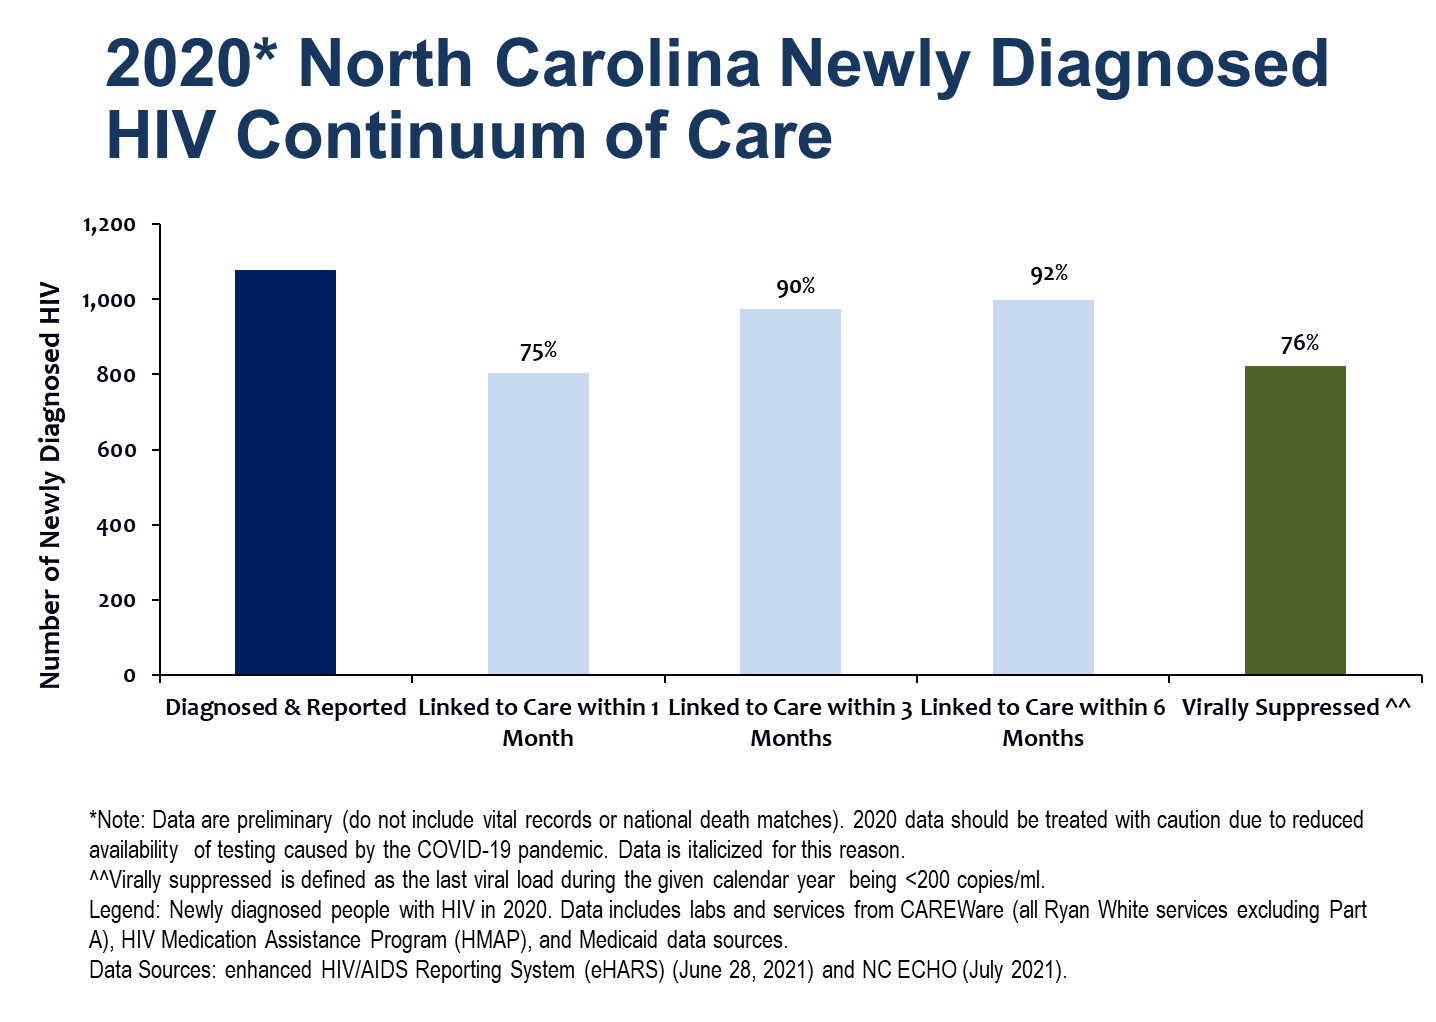 2020* North Carolina Newly Diagnosed
HIV Continuum of Care
Number of Newly Diagnosed HIV
1,200
1,000
800
600
400
200
0
75%
90%
92%
76%
Diagnosed & Reported
Linked to Care within 1
Month
Linked to Care within 3
Months
Linked to Care within 6
Months
Virally Suppressed ^^
*Note: Data are preliminary (do not include vital records or national death matches). 2020 data should be treated with caution due to reduced
availability of testing caused by the COVID-19 pandemic. Data is italicized for this reason.
^^Virally suppressed is defined as the last viral load during the given calendar year being <200 copies/ml.
Legend: Newly diagnosed people with HIV in 2020. Data includes labs and services from CAREWare (all Ryan White services excluding Part
A), HIV Medication Assistance Program (HMAP), and Medicaid data sources.
Data Sources: enhanced HIV/AIDS Reporting System (eHARS) (June 28, 2021) and NC ECHO (July 2021).